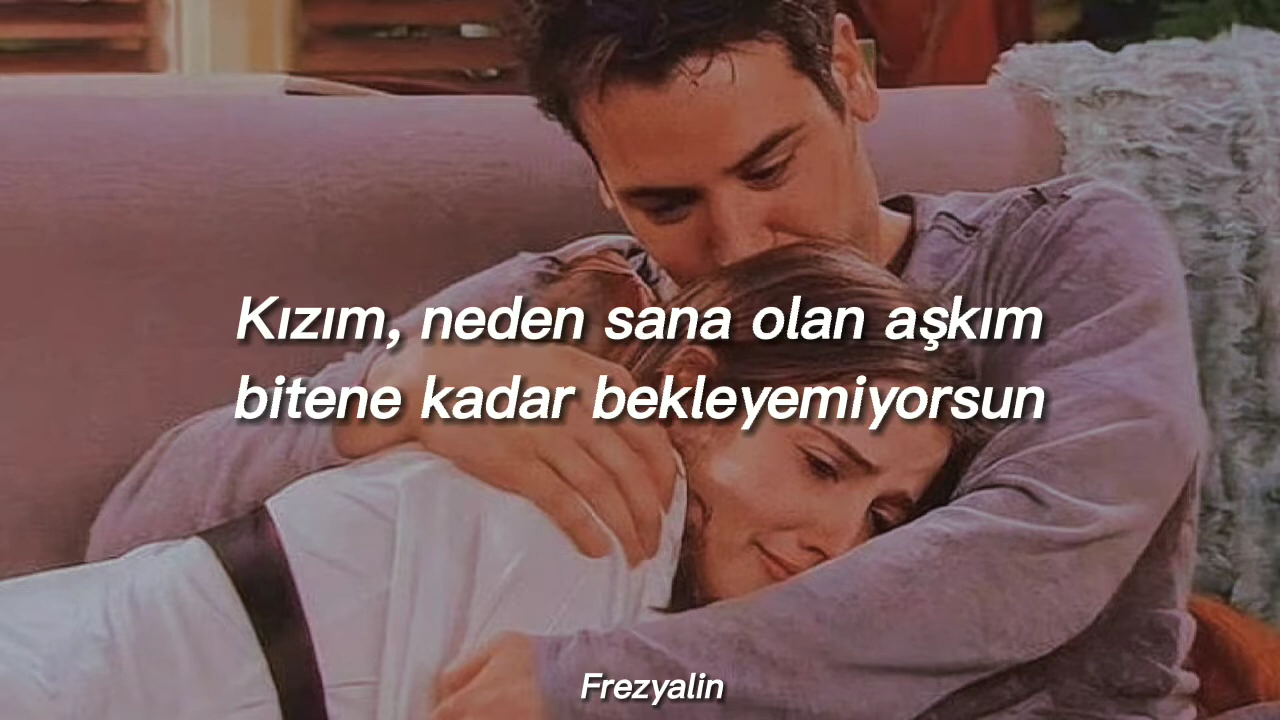 Kızım, neden sana olan aşkım
bitene kadar bekleyemiyorsun
Frezyalin